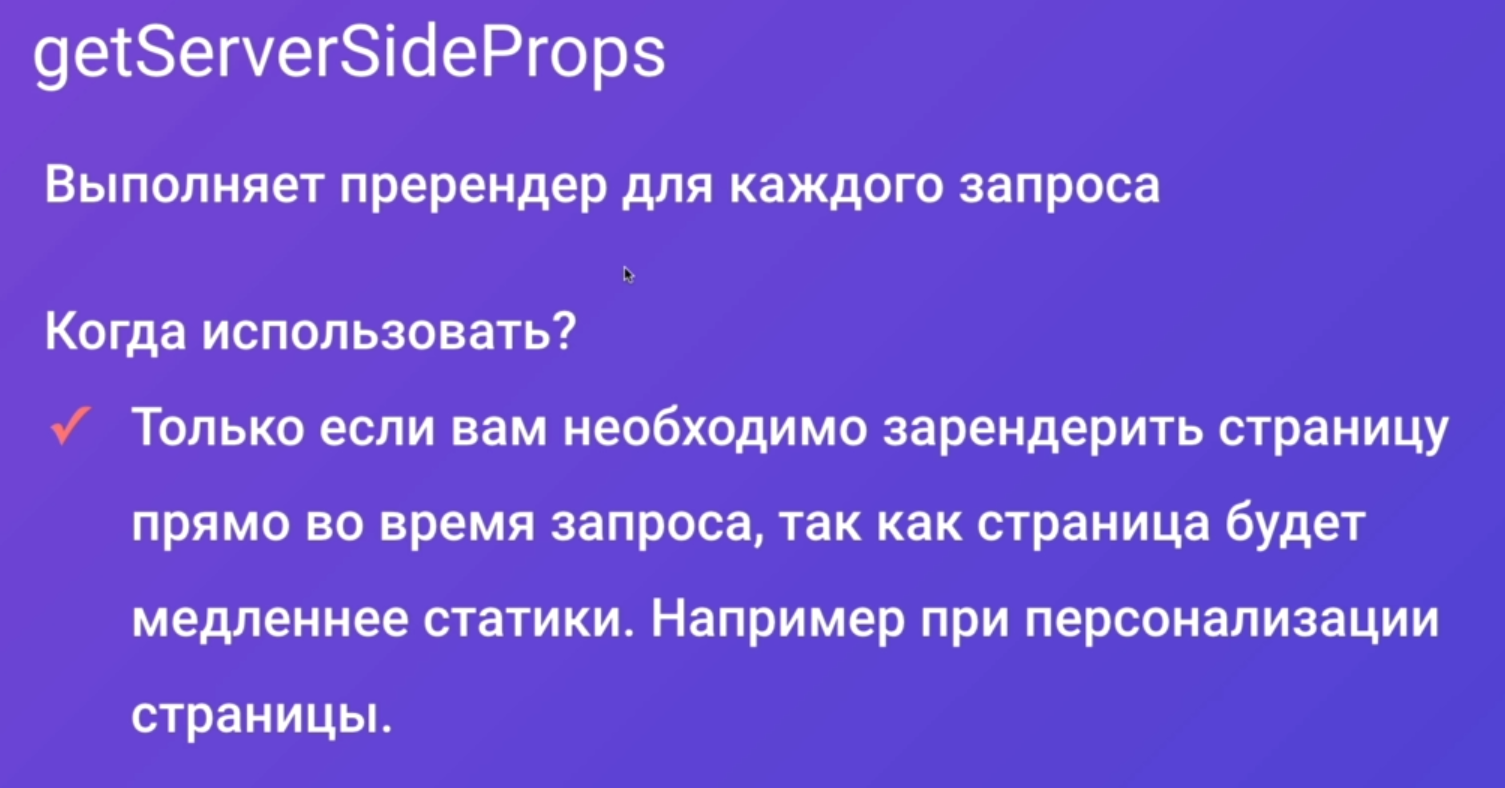 getServerSideProps
Выполняет пререндер для каждого запроса
Когда использовать?
✓ Только если вам необходимо зарендерить страницу
прямо во время запроса, так как страница будет
медленнее статики. Например при персонализации
страницы.